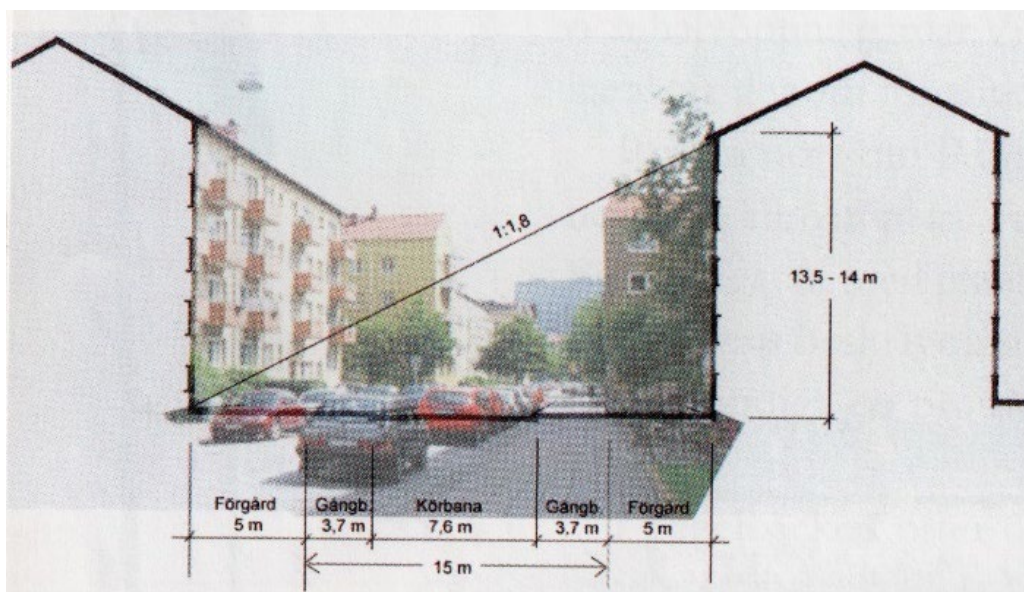 1:1,8
13,5 - 14 m
Förgård Gångb. Körbana Gångb. Förgård
5 m 3,7 m 7,6 m 3,7 m 5 m
15 m